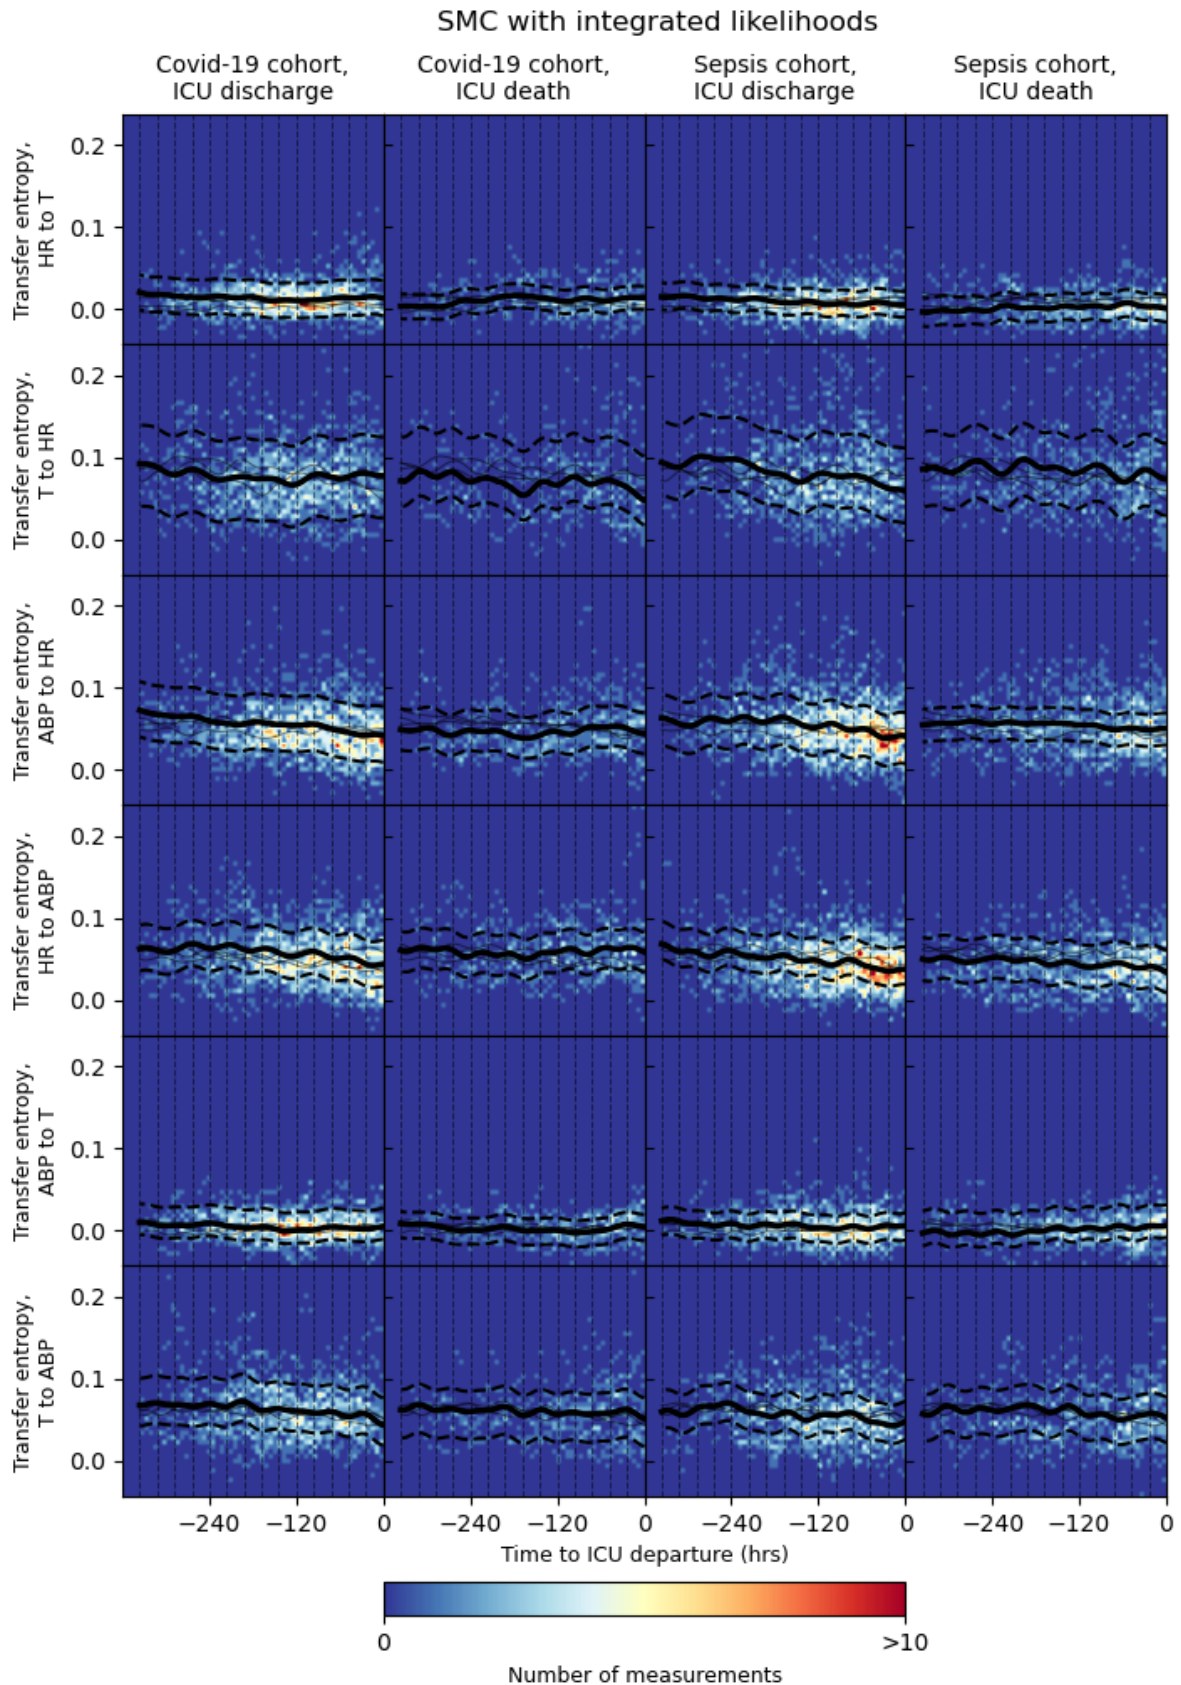 SMC with integrated likelihoods
Covid-19 cohort,
ICU discharge
Covid-19 cohort,
ICU death
Sepsis cohort,
ICU discharge
Sepsis cohort,
ICU death
Transfer entropy,
HR to T
0.2
0.1
0.0
Transfer entropy,
T to HR
0.2
0.1
0.0
Transfer entropy,
ABP to HR
0.2
0.1
0.0
Transfer entropy,
HR to ABP
0.2
0.1
0.0
Transfer entropy,
ABP to T
0.2
0.1
0.0
Transfer entropy,
T to ABP
0.2
0.1
0.0
−240 −120 0 −240 −120 0 −240 −120 0 −240 −120 0
Time to ICU departure (hrs)
0 >10
Number of measurements